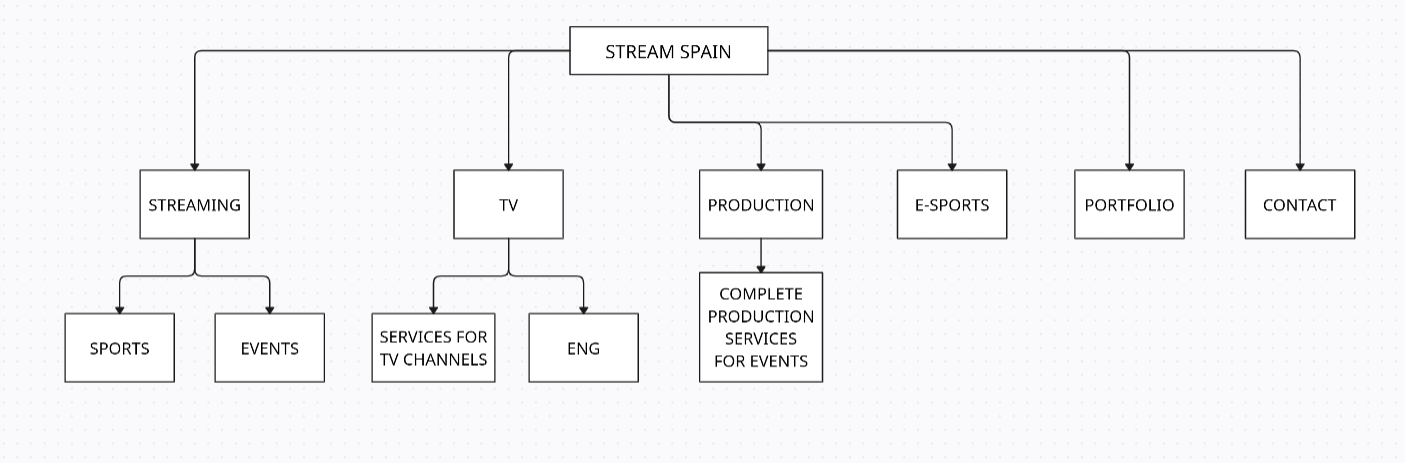 STREAM SPAIN
STREAMING
TV
PRODUCTION
E-SPORTS
PORTFOLIO
CONTACT
SPORTS
EVENTS
SERVICES FOR
TV CHANNELS
ENG
COMPLETE
PRODUCTION
SERVICES
FOR EVENTS